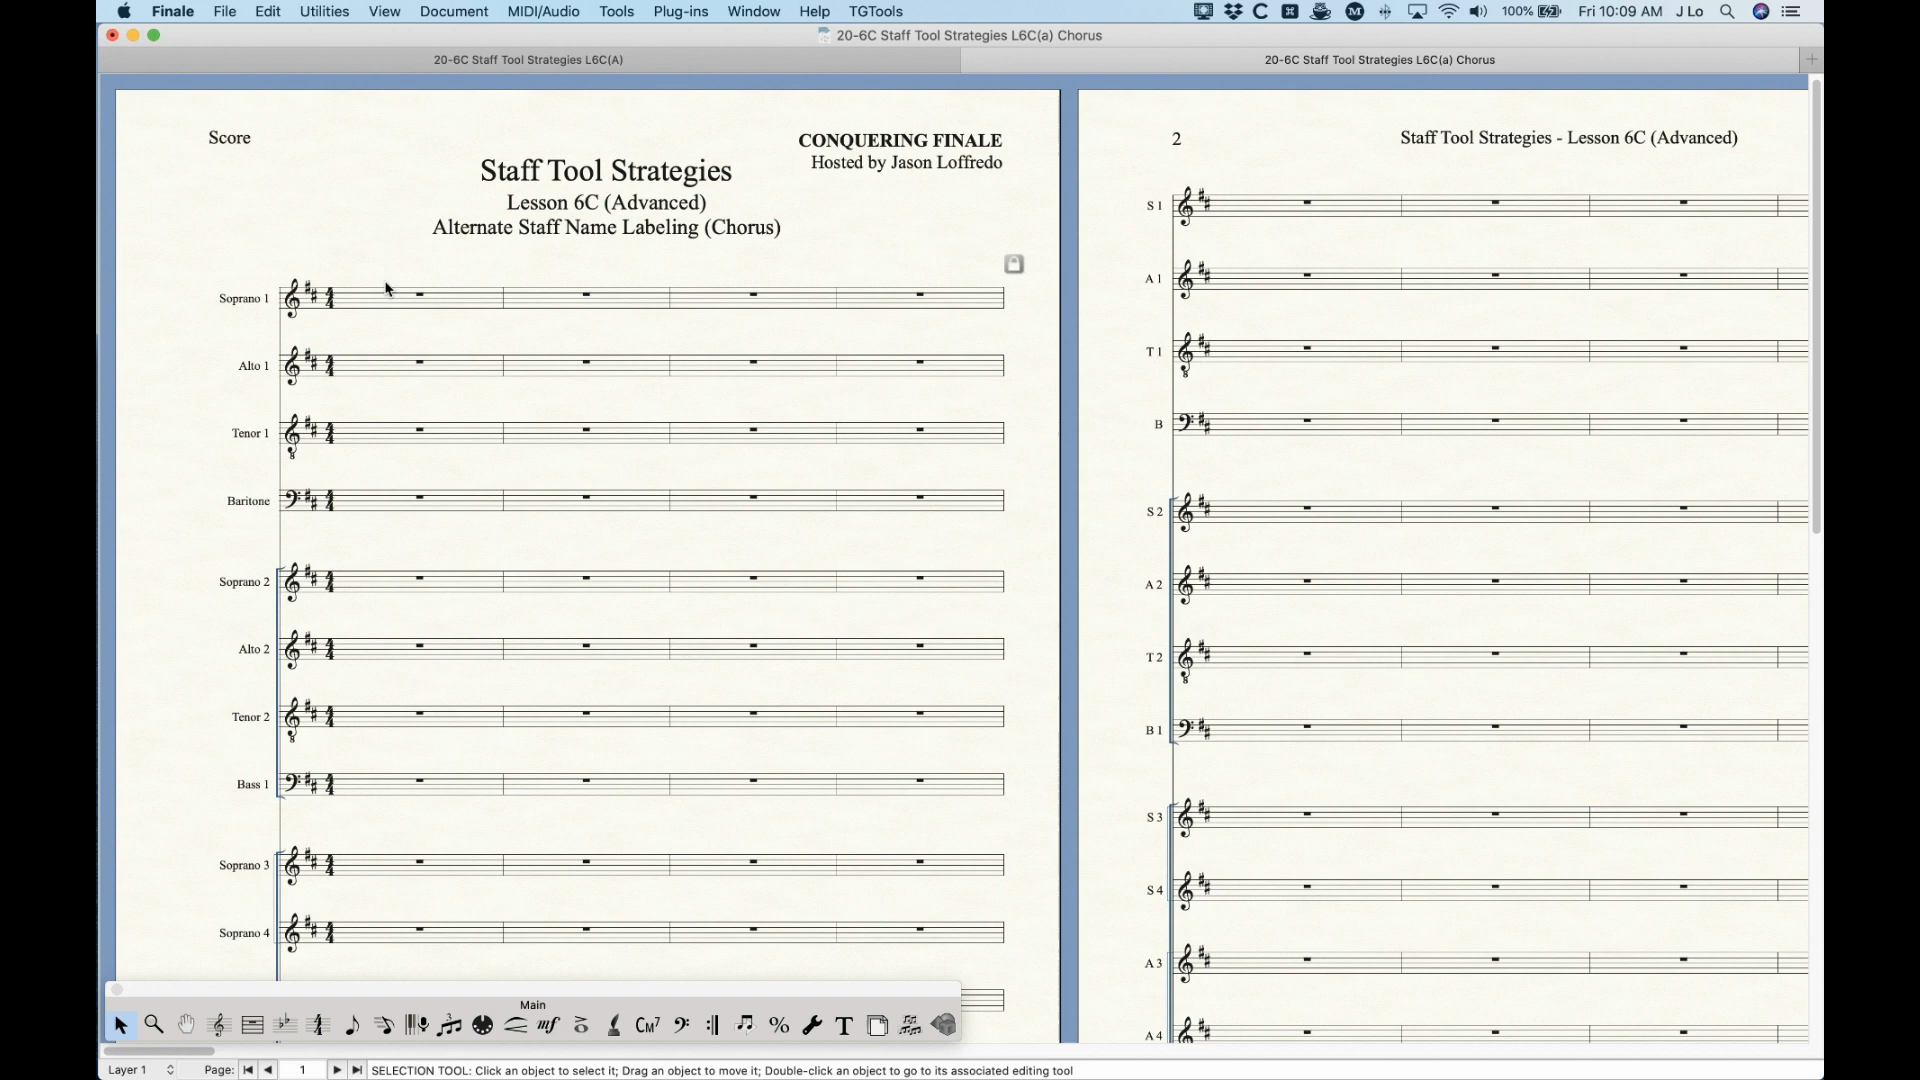 Finale File Edit Utilities View Document MIDI/Audio Tools Plug-ins Window Help TGTools 100% Fri 10:09 AM J Lo
20-6C Staff Tool Strategies L6C(a) Chorus
20-6C Staff Tool Strategies L6C(A)
20-6C Staff Tool Strategies L6C(a) Chorus
Score
CONQUERING FINALE
Hosted by Jason Loffredo
Staff Tool Strategies
Lesson 6C (Advanced)
Alternate Staff Name Labeling (Chorus)
Soprano 1
Alto 1
Tenor 1
Baritone
Soprano 2
Alto 2
Tenor 2
Bass 1
Soprano 3
Soprano 4
2
Staff Tool Strategies - Lesson 6C (Advanced)
S 1
A 1
T 1
B
S 2
A 2
T 2
B 1
S 3
S 4
A 3
A 4
Main
mf CM7 % T
Layer 1 Page: 1 SELECTION TOOL: Click an object to select it; Drag an object to move it; Double-click an object to go to its associated editing tool